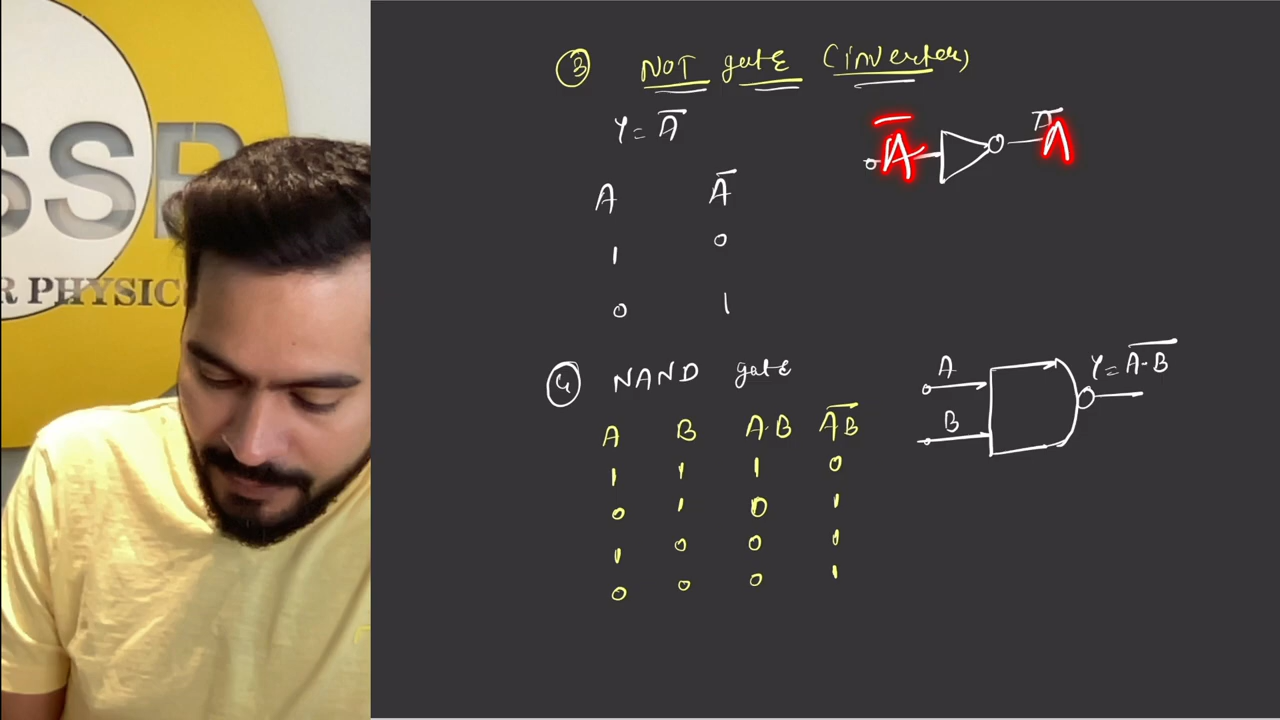 SSP
R PHYSIC
③ NOT gate (inverter)
Y = A̅
A̅ A̅ A
A A̅
1 0
0 1
④ NAND gate
A B A·B A̅B̅
1 1 1 0
0 1 0 1
1 0 0 1
0 0 0 1
A
B
Y = A̅·̅B̅